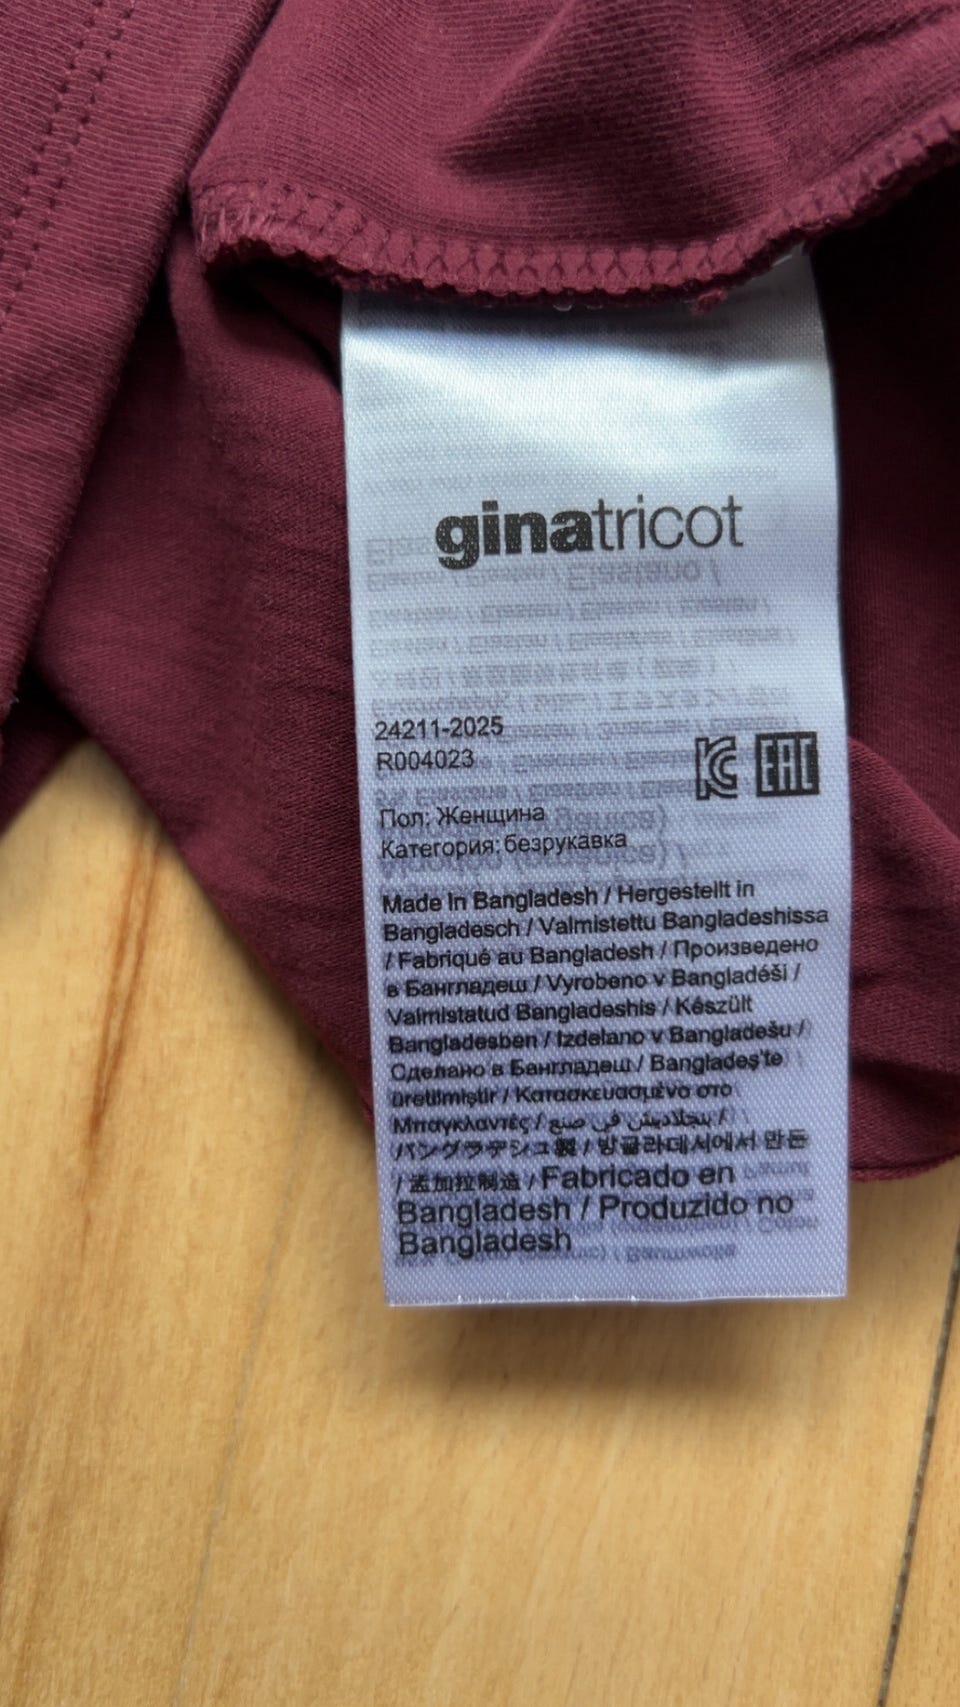 ginatricot
24211-2025
R004023
EAC
Пол: Женщина
Категория: безрукавка
Made In Bangladesh / Hergestellt in
Bangladesch / Valmistettu Bangladeshissa
/ Fabriqué au Bangladesh / Произведено
в Бангладеш / Vyrobeno v Bangladéši /
Valmistatud Bangladeshis / Készült
Bangladesben / Izdelano v Bangladešu /
Сделано в Бангладеш / Bangladeş'te
üretilmiştir / Κατασκευασμένο στο
Μπαγκλαντές / صنع في بنجلاديش /
バングラデシュ製 / 방글라데시에서 만든
/ 孟加拉制造 / Fabricado en
Bangladesh / Produzido no
Bangladesh